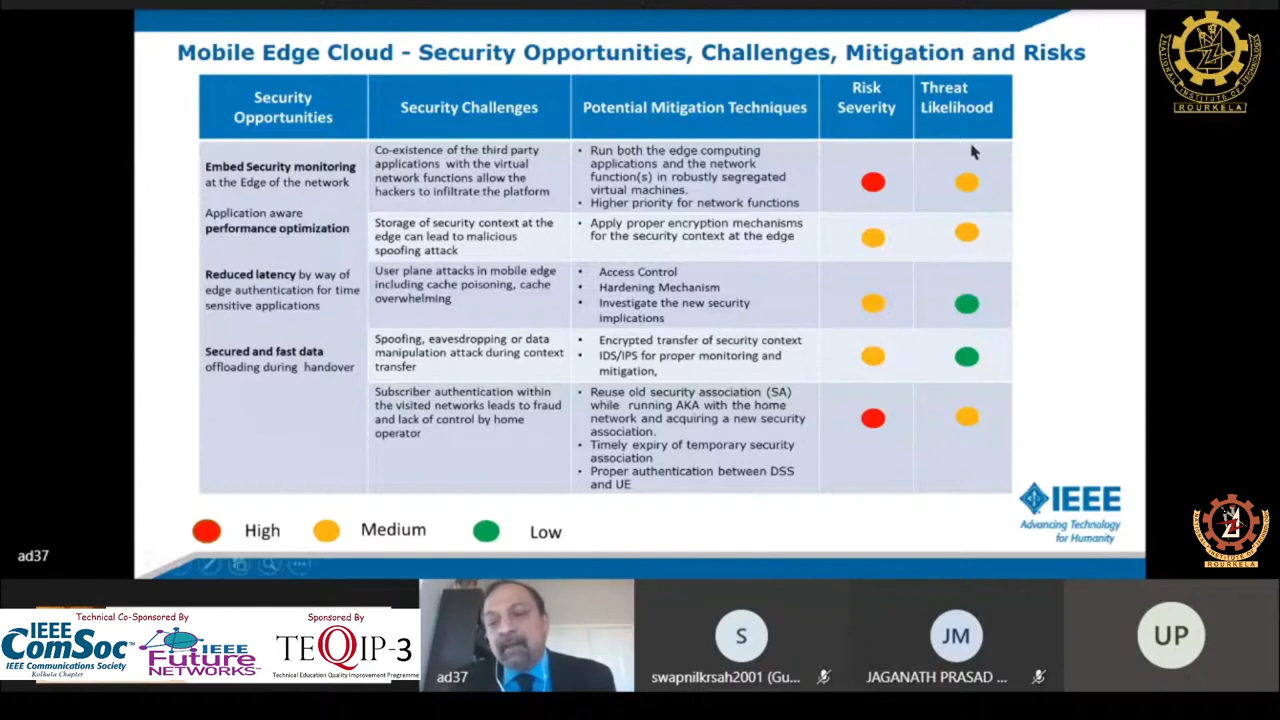 Mobile Edge Cloud - Security Opportunities, Challenges, Mitigation and Risks
Security
Opportunities
Security Challenges
Potential Mitigation Techniques
Risk
Severity
Threat
Likelihood
Embed Security monitoring
at the Edge of the network
Application aware
performance optimization
Reduced latency by way of
edge authentication for time
sensitive applications
Secured and fast data
offloading during handover
Co-existence of the third party
applications with the virtual
network functions allow the
hackers to infiltrate the platform
• Run both the edge computing
applications and the network
function(s) in robustly segregated
virtual machines.
• Higher priority for network functions
Storage of security context at the
edge can lead to malicious
spoofing attack
• Apply proper encryption mechanisms
for the security context at the edge
User plane attacks in mobile edge
including cache poisoning, cache
overwhelming
• Access Control
• Hardening Mechanism
• Investigate the new security
implications
Spoofing, eavesdropping or data
manipulation attack during context
transfer
• Encrypted transfer of security context
• IDS/IPS for proper monitoring and
mitigation,
Subscriber authentication within
the visited networks leads to fraud
and lack of control by home
operator
• Reuse old security association (SA)
while running AKA with the home
network and acquiring a new security
association.
• Timely expiry of temporary security
association
• Proper authentication between DSS
and UE
High
Medium
Low
IEEE
Advancing Technology
for Humanity
NATIONAL INSTITUTE OF TECHNOLOGY
ROURKELA
ROURKELA
ad37
Technical Co-Sponsored By
IEEE
ComSoc™
IEEE Communications Society
Kolkata Chapter
IEEE
Future
NETWORKS™
Sponsored By
TEQIP-3
Technical Education Quality Improvement Programme
ad37
S
swapnilkrsah2001 (Gu...
JM
JAGANATH PRASAD ...
UP